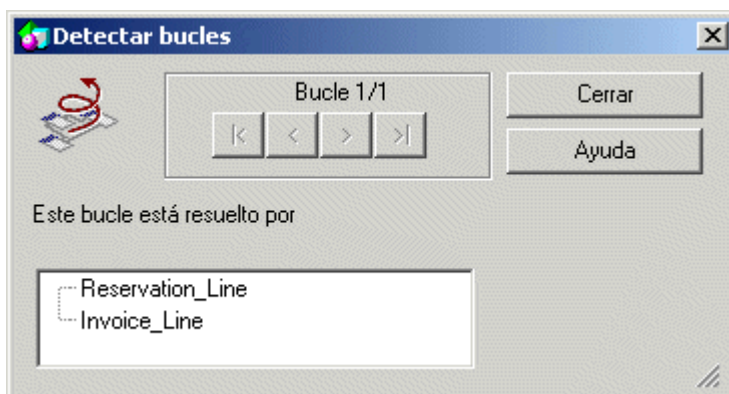 Detectar bucles
Bucle 1/1
Cerrar
Ayuda
Este bucle está resuelto por
Reservation_Line
Invoice_Line